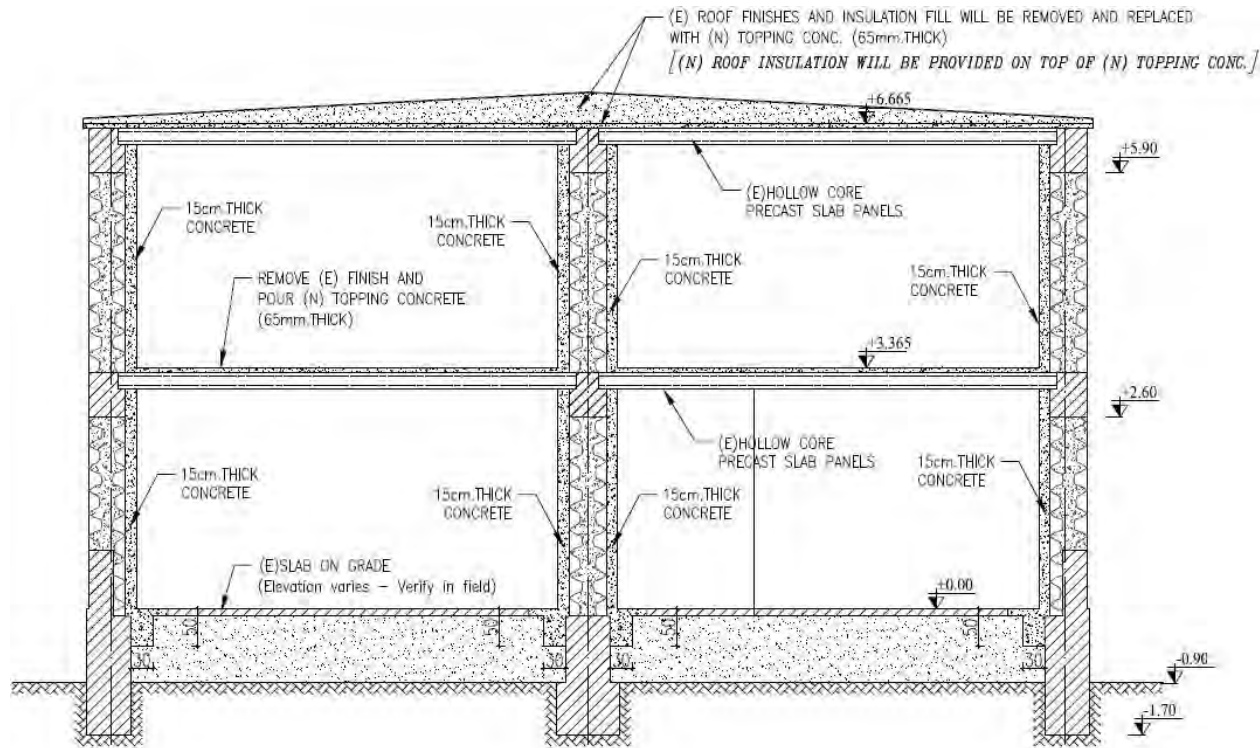 (E) ROOF FINISHES AND INSULATION FILL WILL BE REMOVED AND REPLACED
WITH (N) TOPPING CONC. (65mm.THICK)
[(N) ROOF INSULATION WILL BE PROVIDED ON TOP OF (N) TOPPING CONC.]
+6.665
+5.90
(E)HOLLOW CORE
PRECAST SLAB PANELS
15cm.THICK
CONCRETE
15cm.THICK
CONCRETE
15cm.THICK
CONCRETE
15cm.THICK
CONCRETE
REMOVE (E) FINISH AND
POUR (N) TOPPING CONCRETE
(65mm.THICK)
+3.365
+2.60
(E)HOLLOW CORE
PRECAST SLAB PANELS
15cm.THICK
CONCRETE
15cm.THICK
CONCRETE
15cm.THICK
CONCRETE
15cm.THICK
CONCRETE
(E)SLAB ON GRADE
(Elevation varies – Verify in field)
+0.00
50
50
50
50
30
30
30
30
-0.90
-1.70